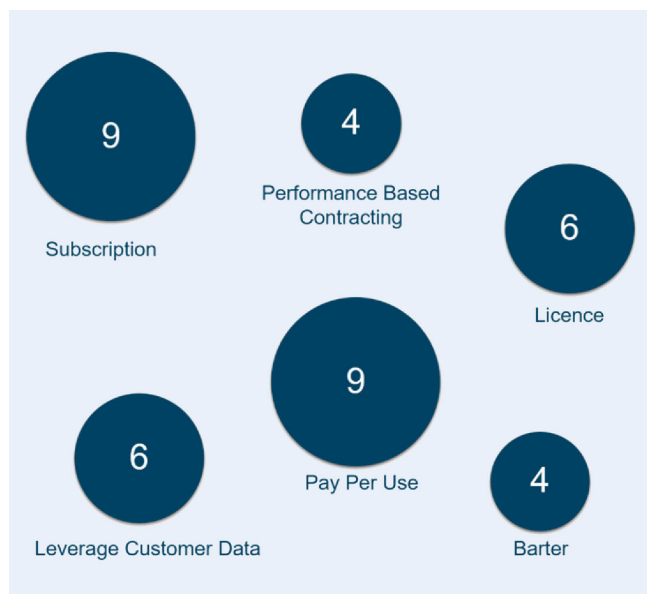 9
Subscription
4
Performance Based
Contracting
6
Licence
9
Pay Per Use
6
Leverage Customer Data
4
Barter